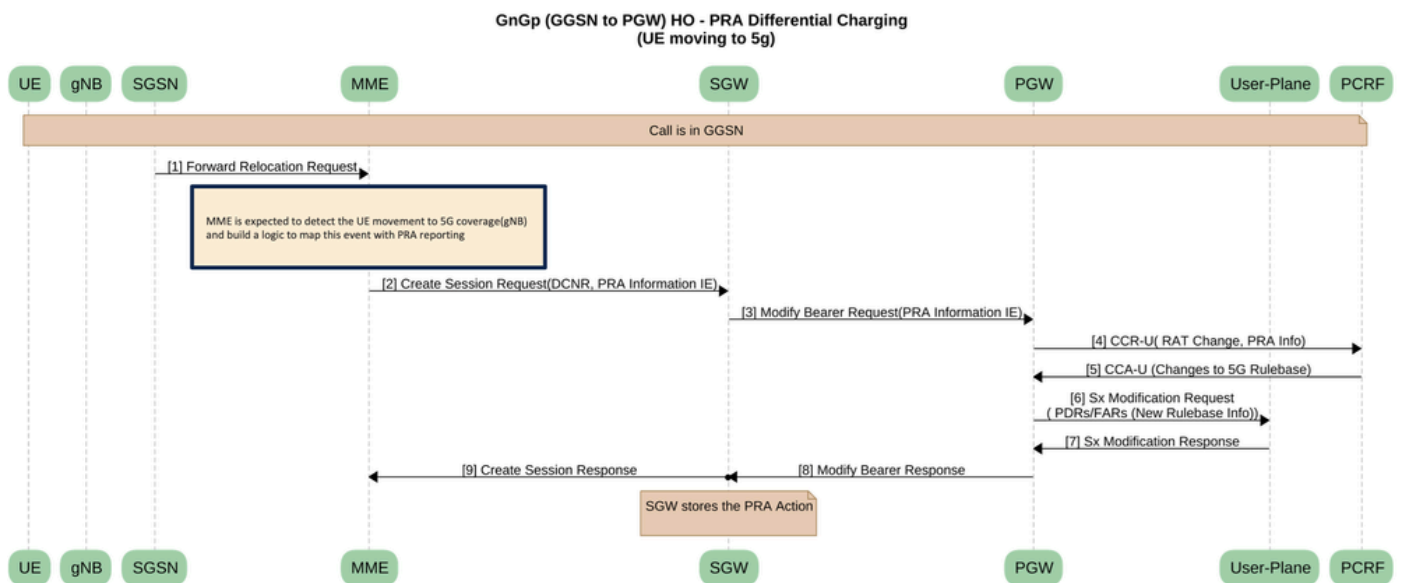 GnGp (GGSN to PGW) HO - PRA Differential Charging
(UE moving to 5g)
UE gNB SGSN MME SGW PGW User-Plane PCRF
Call is in GGSN
[1] Forward Relocation Request
MME is expected to detect the UE movement to 5G coverage(gNB)
and build a logic to map this event with PRA reporting
[2] Create Session Request(DCNR, PRA Information IE)
[3] Modify Bearer Request(PRA Information IE)
[4] CCR-U( RAT Change, PRA Info)
[5] CCA-U (Changes to 5G Rulebase)
[6] Sx Modification Request
( PDRs/FARs (New Rulebase Info))
[7] Sx Modification Response
[9] Create Session Response [8] Modify Bearer Response
SGW stores the PRA Action
UE gNB SGSN MME SGW PGW User-Plane PCRF